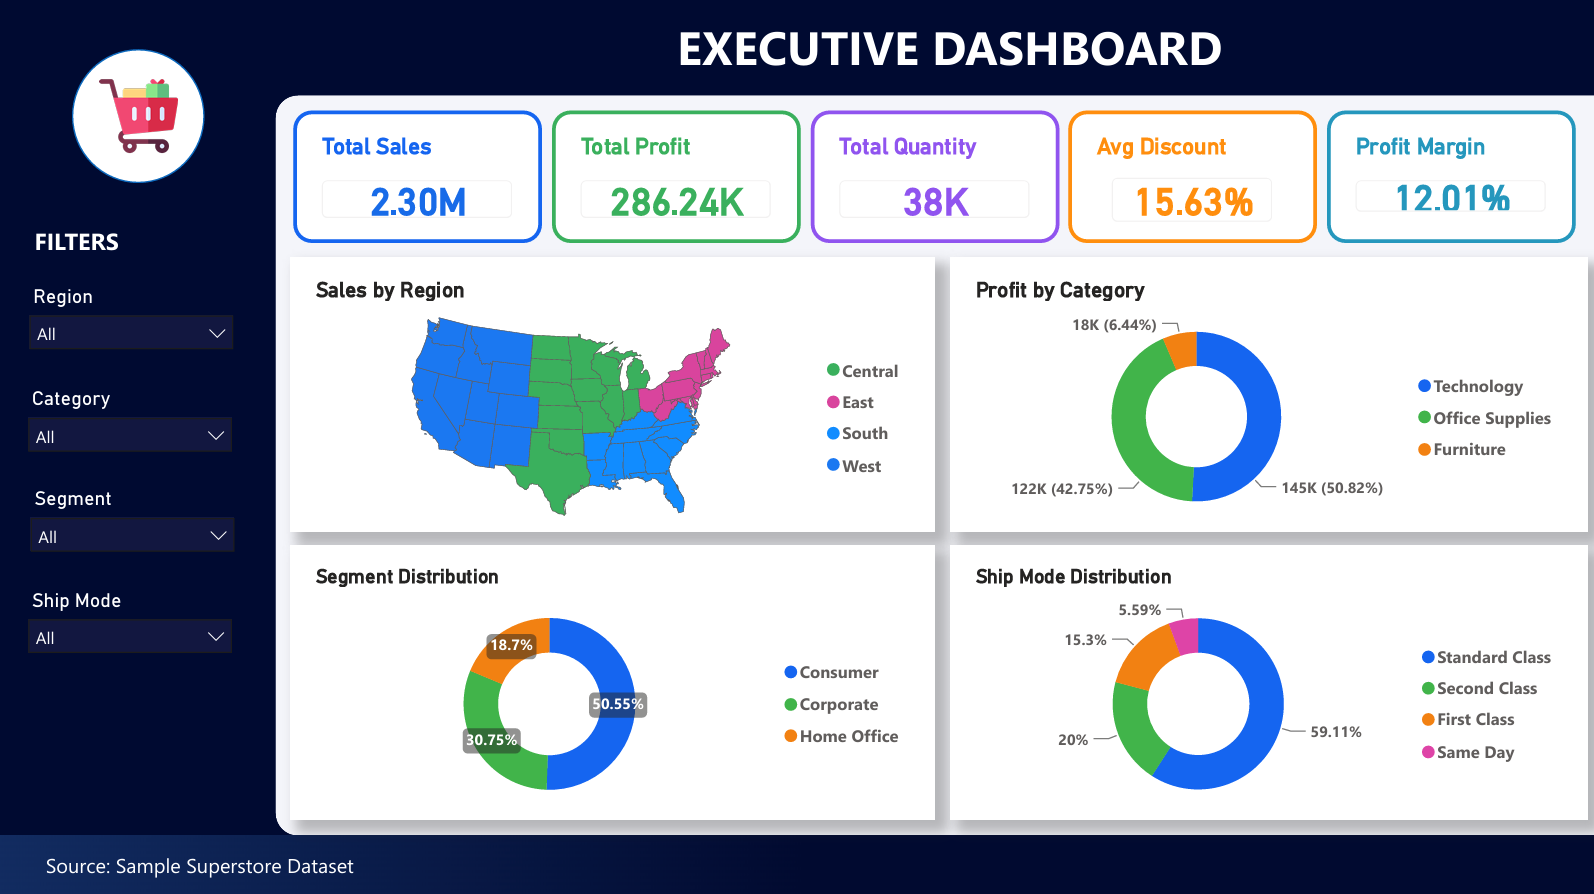 EXECUTIVE DASHBOARD
Total Sales
2.30M
Total Profit
286.24K
Total Quantity
38K
Avg Discount
15.63%
Profit Margin
12.01%
FILTERS
Region
All
Category
All
Segment
All
Ship Mode
All
Sales by Region
Central
East
South
West
Profit by Category
18K (6.44%)
122K (42.75%)
145K (50.82%)
Technology
Office Supplies
Furniture
Segment Distribution
18.7%
50.55%
30.75%
Consumer
Corporate
Home Office
Ship Mode Distribution
5.59%
15.3%
20%
59.11%
Standard Class
Second Class
First Class
Same Day
Source: Sample Superstore Dataset